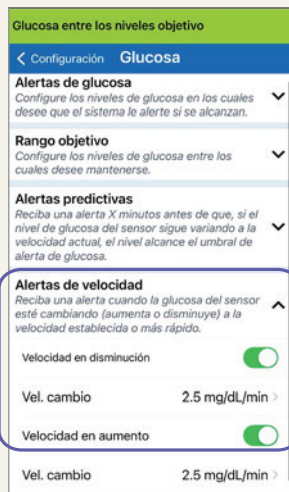 Glucosa entre los niveles objetivo
Configuración Glucosa
Alertas de glucosa
Configure los niveles de glucosa en los cuales
desee que el sistema le alerte si se alcanzan.
Rango objetivo
Configure los niveles de glucosa entre los
cuales desee mantenerse.
Alertas predictivas
Reciba una alerta X minutos antes de que, si el
nivel de glucosa del sensor sigue variando a la
velocidad actual, el nivel alcance el umbral de
alerta de glucosa.
Alertas de velocidad
Reciba una alerta cuando la glucosa del sensor
esté cambiando (aumenta o disminuye) a la
velocidad establecida o más rápido.
Velocidad en disminución
Vel. cambio 2.5 mg/dL/min
Velocidad en aumento
Vel. cambio 2.5 mg/dL/min